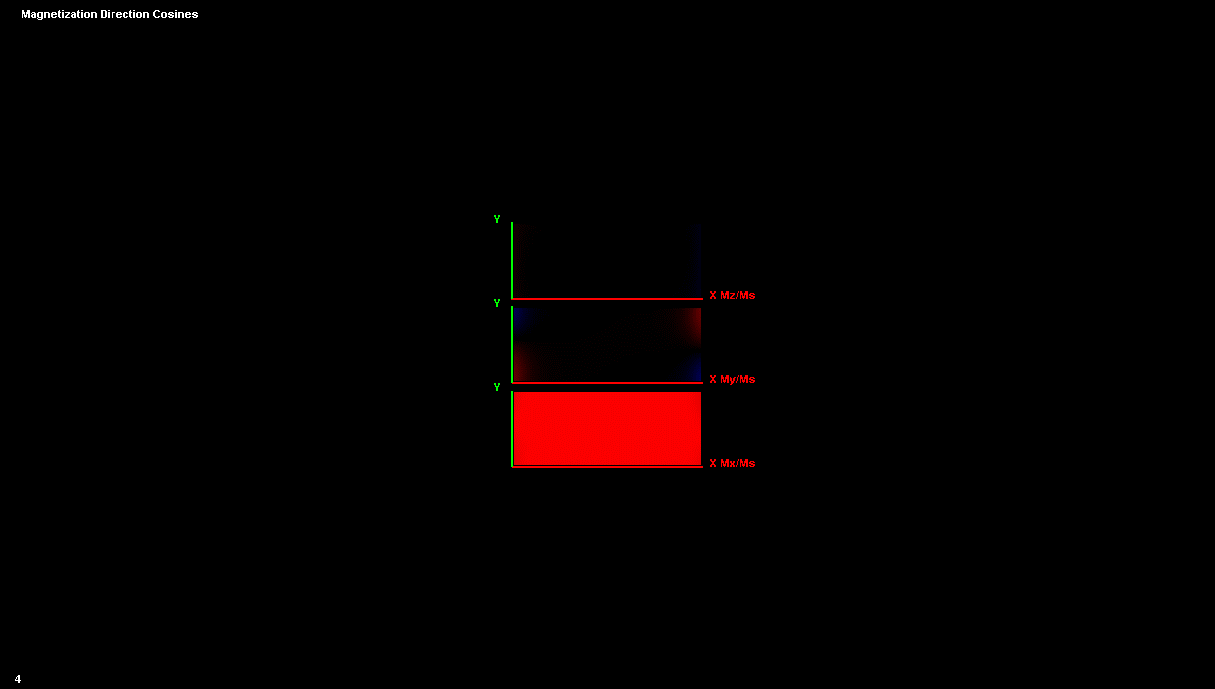 Magnetization Direction Cosines
Y
X Mz/Ms
Y
X My/Ms
Y
X Mx/Ms
4